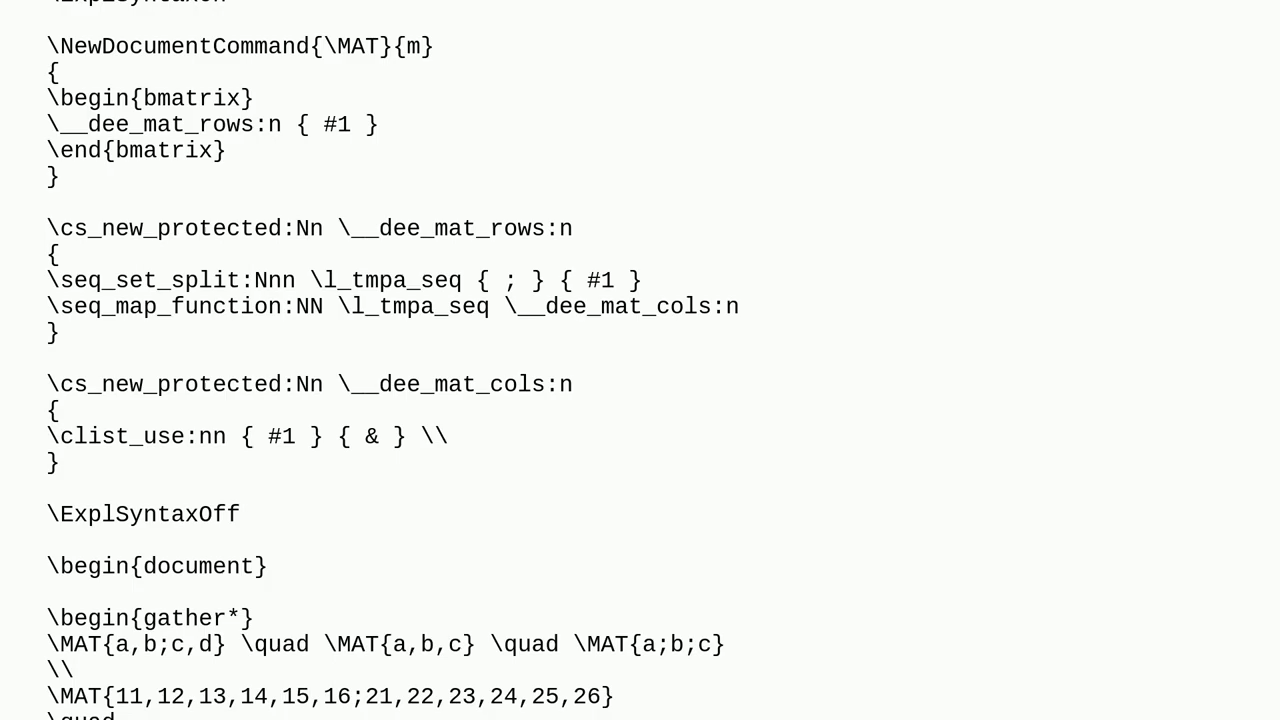 \ExplSyntaxOn
\NewDocumentCommand{\MAT}{m}
{
\begin{bmatrix}
\__dee_mat_rows:n { #1 }
\end{bmatrix}
}
\cs_new_protected:Nn \__dee_mat_rows:n
{
\seq_set_split:Nnn \l_tmpa_seq { ; } { #1 }
\seq_map_function:NN \l_tmpa_seq \__dee_mat_cols:n
}
\cs_new_protected:Nn \__dee_mat_cols:n
{
\clist_use:nn { #1 } { & } \\
}
\ExplSyntaxOff
\begin{document}
\begin{gather*}
\MAT{a,b;c,d} \quad \MAT{a,b,c} \quad \MAT{a;b;c}
\\
\MAT{11,12,13,14,15,16;21,22,23,24,25,26}
\quad